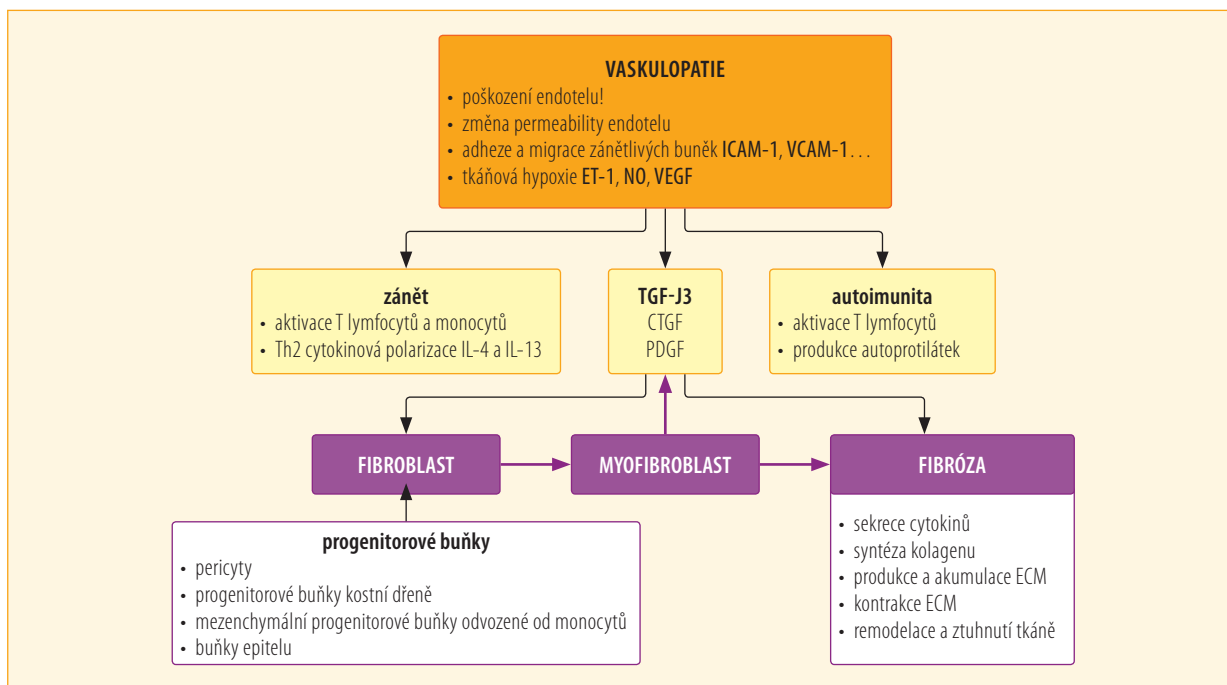 VASKULOPATIE
• poškození endotelu!
• změna permeability endotelu
• adheze a migrace zánětlivých buněk ICAM-1, VCAM-1…
• tkáňová hypoxie ET-1, NO, VEGF
zánět
• aktivace T lymfocytů a monocytů
• Th2 cytokinová polarizace IL-4 a IL-13
TGF-J3
CTGF
PDGF
autoimunita
• aktivace T lymfocytů
• produkce autoprotilátek
FIBROBLAST
MYOFIBROBLAST
FIBRÓZA
progenitorové buňky
• pericyty
• progenitorové buňky kostní dřeně
• mezenchymální progenitorové buňky odvozené od monocytů
• buňky epitelu
• sekrece cytokinů
• syntéza kolagenu
• produkce a akumulace ECM
• kontrakce ECM
• remodelace a ztuhnutí tkáně